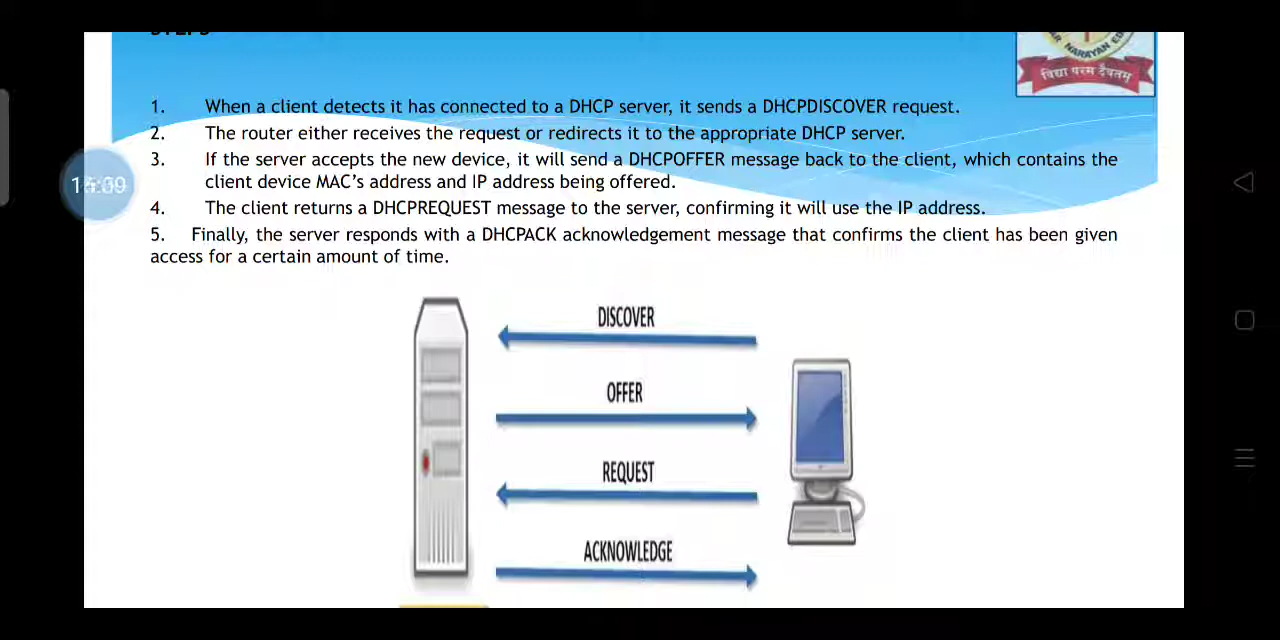 STEPS
1. When a client detects it has connected to a DHCP server, it sends a DHCPDISCOVER request.
2. The router either receives the request or redirects it to the appropriate DHCP server.
3. If the server accepts the new device, it will send a DHCPOFFER message back to the client, which contains the
client device MAC’s address and IP address being offered.
4. The client returns a DHCPREQUEST message to the server, confirming it will use the IP address.
5. Finally, the server responds with a DHCPACK acknowledgement message that confirms the client has been given
access for a certain amount of time.
NARAYAN
विद्या परम दैवतम्
DISCOVER
OFFER
REQUEST
ACKNOWLEDGE